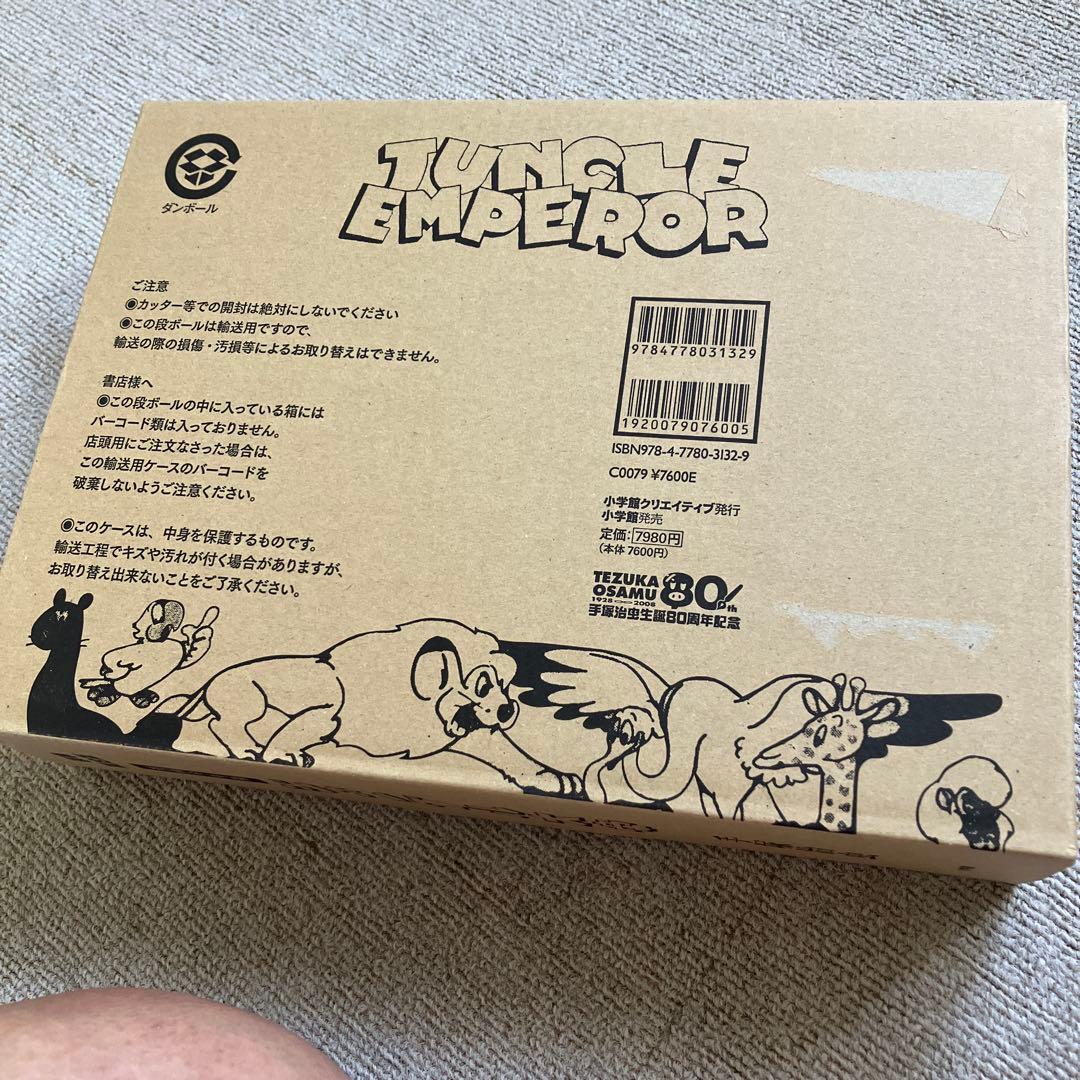 ダンボール
TUNGLE
EMPEROR
ご注意
◉カッター等での開封は絶対にしないでください
◉この段ボールは輸送用ですので、
輸送の際の損傷・汚損等によるお取り替えはできません。
書店様へ
◉この段ボールの中に入っている箱には
バーコード類は入っておりません。
店頭用にご注文なさった場合は、
この輸送用ケースのバーコードを
破棄しないようご注意ください。
◉このケースは、中身を保護するものです。
輸送工程でキズや汚れが付く場合がありますが、
お取り替え出来ないことをご了承ください。
9784778031329
1920079076005
ISBN978-4-7780-3132-9
C0079 ¥7600E
小学館クリエイティブ発行
小学館発売
定価:7980円
(本体 7600円)
TEZUKA
OSAMU 80th
1928 2008
手塚治虫生誕80周年記念